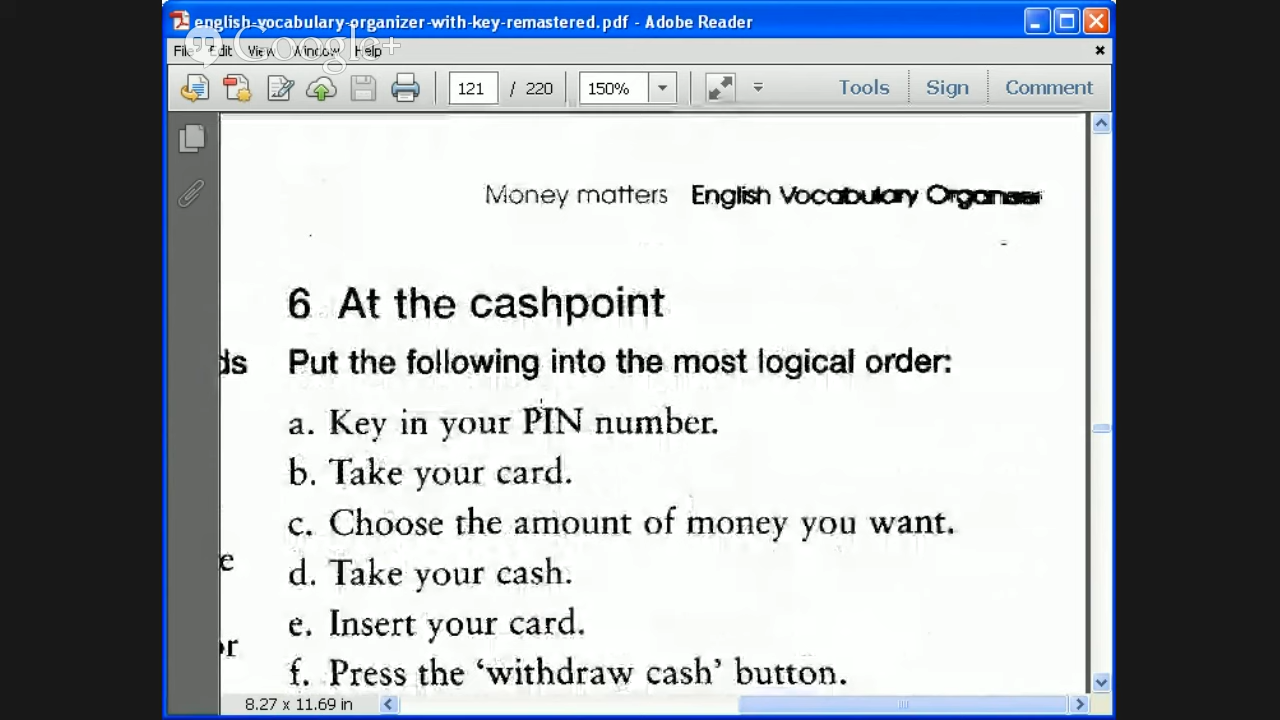 english-vocabulary-organizer-with-key-remastered.pdf - Adobe Reader
Google+
File Edit View Window Help
121 / 220 150% Tools Sign Comment
Money matters English Vocabulary Organiser
6 At the cashpoint
ds Put the following into the most logical order:
a. Key in your PIN number.
b. Take your card.
c. Choose the amount of money you want.
e
d. Take your cash.
e. Insert your card.
or
f. Press the ‘withdraw cash’ button.
8.27 x 11.69 in